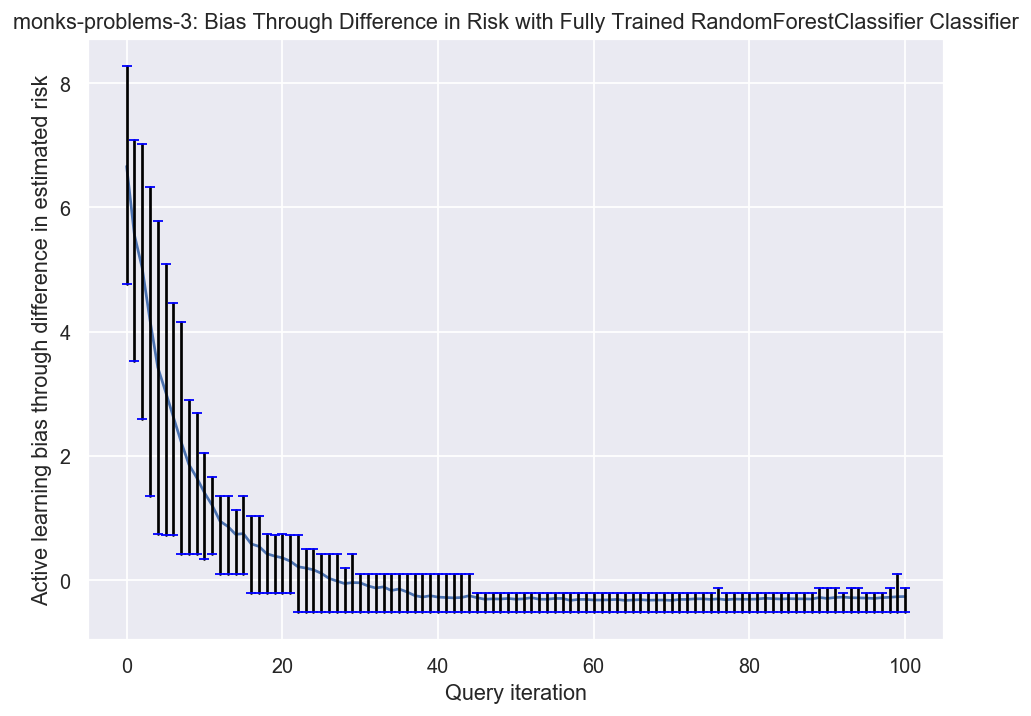 monks-problems-3: Bias Through Difference in Risk with Fully Trained RandomForestClassifier Classifier
Active learning bias through difference in estimated risk
8
6
4
2
0
0 20 40 60 80 100
Query iteration